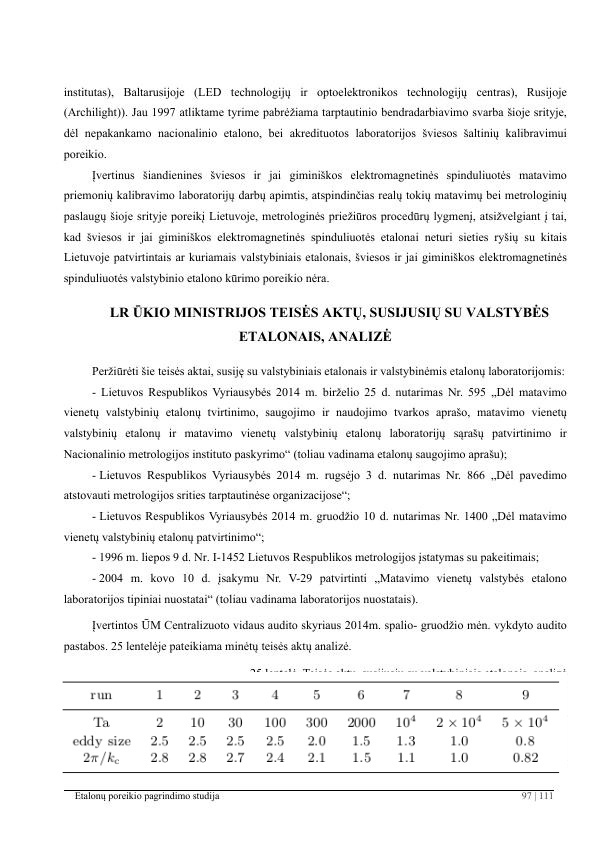 institutas), Baltarusijoje (LED technologijų ir optoelektronikos technologijų centras), Rusijoje
(Archilight)). Jau 1997 atliktame tyrime pabrėžiama tarptautinio bendradarbiavimo svarba šioje srityje,
dėl nepakankamo nacionalinio etalono, bei akredituotos laboratorijos šviesos šaltinių kalibravimui
poreikio.
Įvertinus šiandienines šviesos ir jai giminiškos elektromagnetinės spinduliuotės matavimo
priemonių kalibravimo laboratorijų darbų apimtis, atspindinčias realų tokių matavimų bei metrologinių
paslaugų šioje srityje poreikį Lietuvoje, metrologinės priežiūros procedūrų lygmenį, atsižvelgiant į tai,
kad šviesos ir jai giminiškos elektromagnetinės spinduliuotės etalonai neturi sieties ryšių su kitais
Lietuvoje patvirtintais ar kuriamais valstybiniais etalonais, šviesos ir jai giminiškos elektromagnetinės
spinduliuotės valstybinio etalono kūrimo poreikio nėra.
LR ŪKIO MINISTRIJOS TEISĖS AKTŲ, SUSIJUSIŲ SU VALSTYBĖS
ETALONAIS, ANALIZĖ
Peržiūrėti šie teisės aktai, susiję su valstybiniais etalonais ir valstybinėmis etalonų laboratorijomis:
- Lietuvos Respublikos Vyriausybės 2014 m. birželio 25 d. nutarimas Nr. 595 „Dėl matavimo
vienetų valstybinių etalonų tvirtinimo, saugojimo ir naudojimo tvarkos aprašo, matavimo vienetų
valstybinių etalonų ir matavimo vienetų valstybinių etalonų laboratorijų sąrašų patvirtinimo ir
Nacionalinio metrologijos instituto paskyrimo“ (toliau vadinama etalonų saugojimo aprašu);
- Lietuvos Respublikos Vyriausybės 2014 m. rugsėjo 3 d. nutarimas Nr. 866 „Dėl pavedimo
atstovauti metrologijos srities tarptautinėse organizacijose“;
- Lietuvos Respublikos Vyriausybės 2014 m. gruodžio 10 d. nutarimas Nr. 1400 „Dėl matavimo
vienetų valstybinių etalonų patvirtinimo“;
- 1996 m. liepos 9 d. Nr. I-1452 Lietuvos Respublikos metrologijos įstatymas su pakeitimais;
- 2004 m. kovo 10 d. įsakymu Nr. V-29 patvirtinti „Matavimo vienetų valstybės etalono
laboratorijos tipiniai nuostatai“ (toliau vadinama laboratorijos nuostatais).
Įvertintos ŪM Centralizuoto vidaus audito skyriaus 2014m. spalio- gruodžio mėn. vykdyto audito
pastabos. 25 lentelėje pateikiama minėtų teisės aktų analizė.
25 lentelė. Teisės aktų, susijusių su valstybiniais etalonais, analizė
run 1 2 3 4 5 6 7 8 9
Ta 2 10 30 100 300 2000 10⁴ 2 × 10⁴ 5 × 10⁴
eddy size 2.5 2.5 2.5 2.5 2.0 1.5 1.3 1.0 0.8
2π/k_c 2.8 2.8 2.7 2.4 2.1 1.5 1.1 1.0 0.82
Etalonų poreikio pagrindimo studija 97 | 111